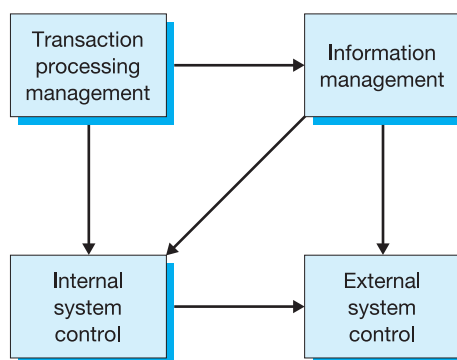 Transaction
processing
management
Information
management
Internal
system
control
External
system
control